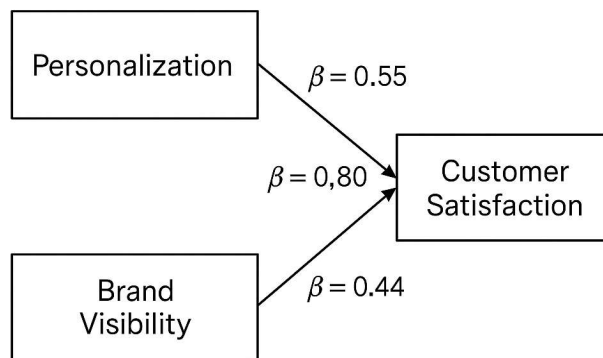 Personalization
β = 0.55
β = 0,80
Customer
Satisfaction
β = 0.44
Brand
Visibility